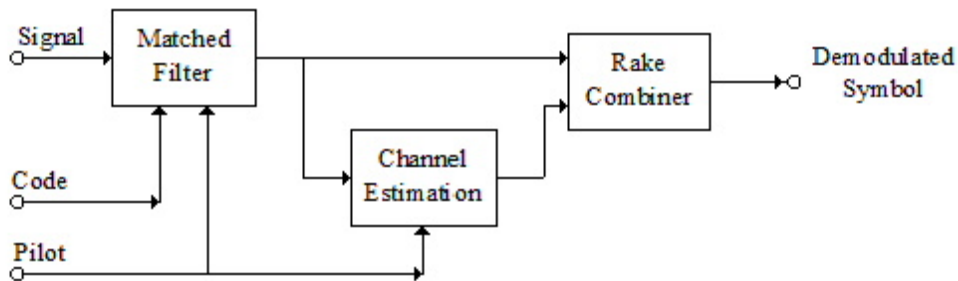 Signal
Matched
Filter
Rake
Combiner
Demodulated
Symbol
Channel
Estimation
Code
Pilot